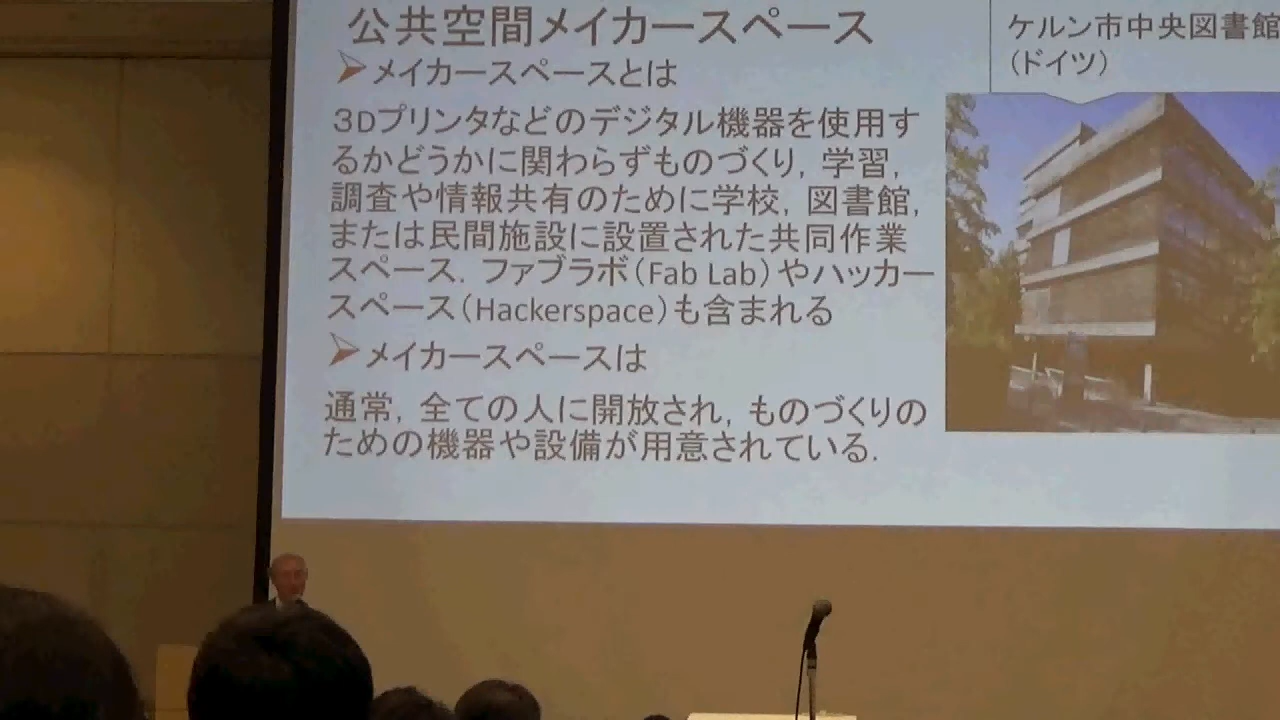 公共空間メイカースペース
メイカースペースとは
3Dプリンタなどのデジタル機器を使用す
るかどうかに関わらずものづくり，学習，
調査や情報共有のために学校，図書館，
または民間施設に設置された共同作業
スペース．ファブラボ（Fab Lab）やハッカー
スペース（Hackerspace）も含まれる
メイカースペースは
通常，全ての人に開放され，ものづくりの
ための機器や設備が用意されている．
ケルン市中央図書館
（ドイツ）